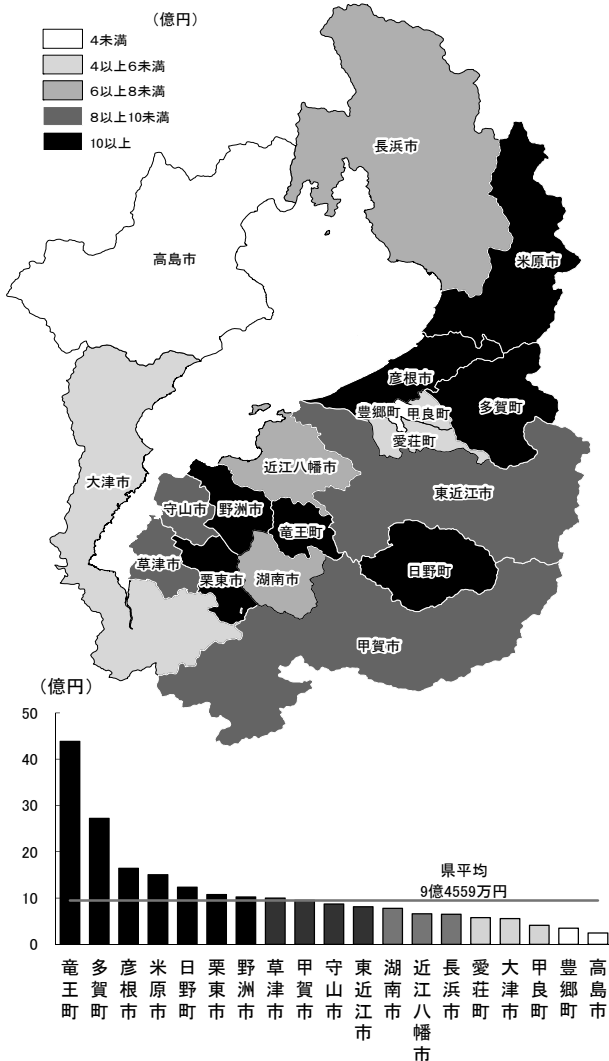 （億円）
4未満
4以上6未満
6以上8未満
8以上10未満
10以上
長浜市
米原市
高島市
彦根市
豊郷町
甲良町
多賀町
愛荘町
近江八幡市
大津市
東近江市
守山市
野洲市
竜王町
草津市
栗東市
湖南市
日野町
甲賀市
（億円）
50
40
30
20
10
0
県平均
9億4559万円
竜王町
多賀町
彦根市
米原市
日野町
栗東市
野洲市
草津市
甲賀市
守山市
東近江市
湖南市
近江八幡市
長浜市
愛荘町
大津市
甲良町
豊郷町
高島市